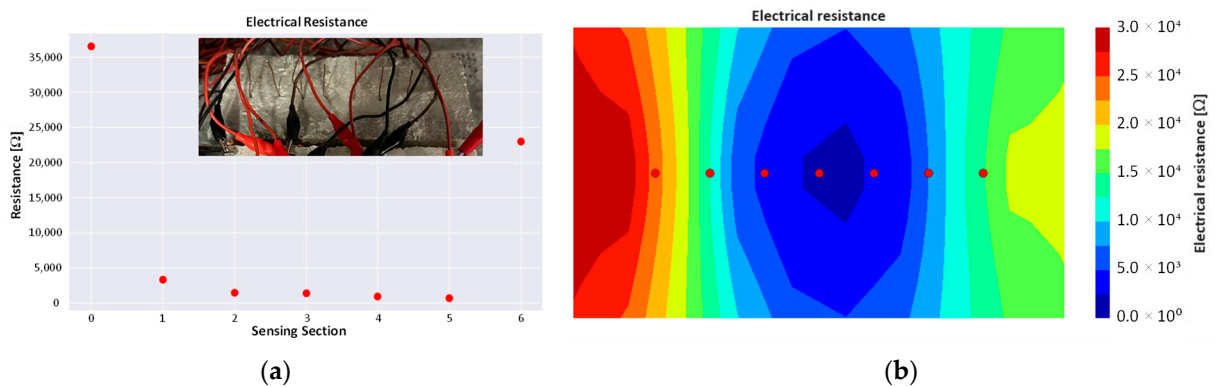 Electrical Resistance
Resistance [Ω]
35,000
30,000
25,000
20,000
15,000
10,000
5,000
0
0 1 2 3 4 5 6
Sensing Section
(a)
Electrical resistance
3.0 × 10⁴
2.5 × 10⁴
2.0 × 10⁴
1.5 × 10⁴
1.0 × 10⁴
5.0 × 10³
0.0 × 10⁰
Electrical resistance [Ω]
(b)